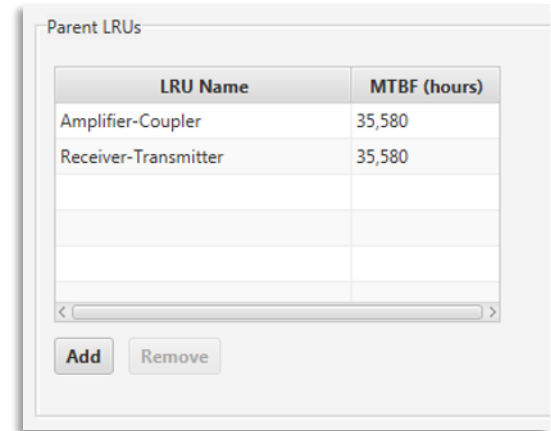 Parent LRUs
LRU Name MTBF (hours)
Amplifier-Coupler 35,580
Receiver-Transmitter 35,580
Add Remove